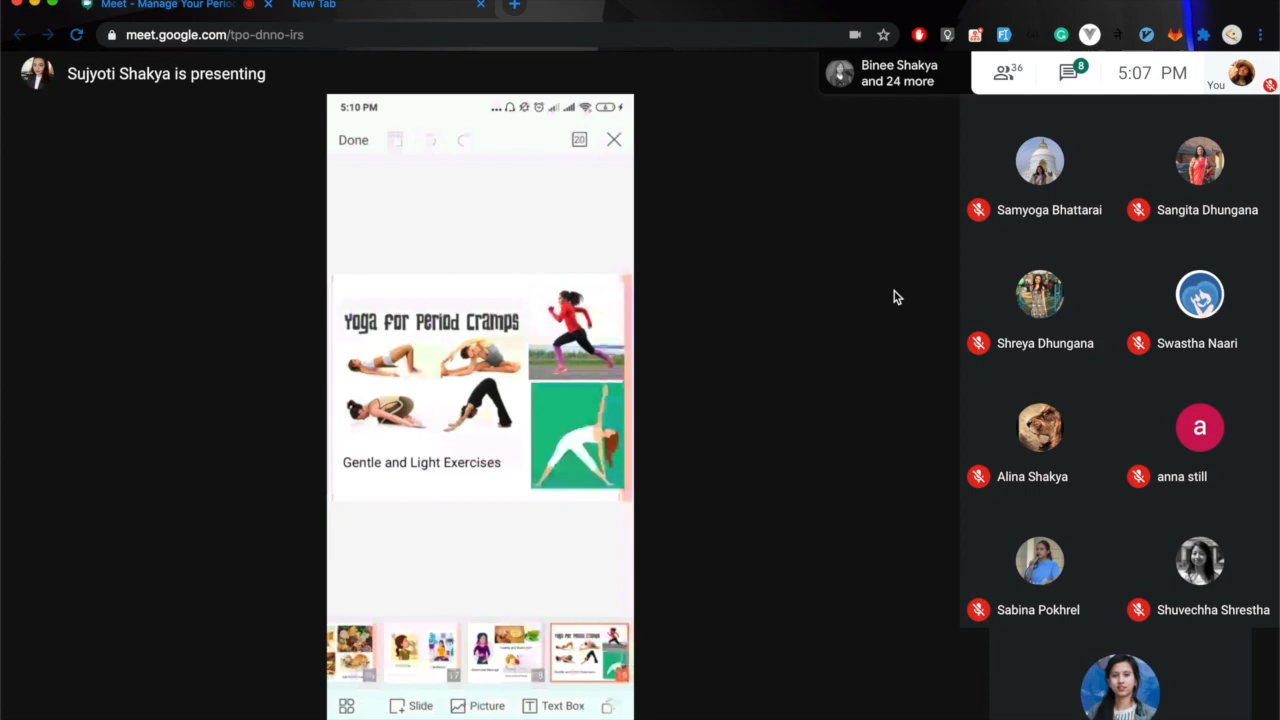 Meet - Manage Your Perio
New Tab
meet.google.com/tpo-dnno-irs
Sujyoti Shakya is presenting
Binee Shakya
and 24 more
36
8
5:07 PM
You
5:10 PM
Done
20
Yoga for Period Cramps
Gentle and Light Exercises
17
Slide
Picture
Text Box
Samyoga Bhattarai
Sangita Dhungana
Shreya Dhungana
Swastha Naari
Alina Shakya
a
anna still
Sabina Pokhrel
Shuvechha Shrestha